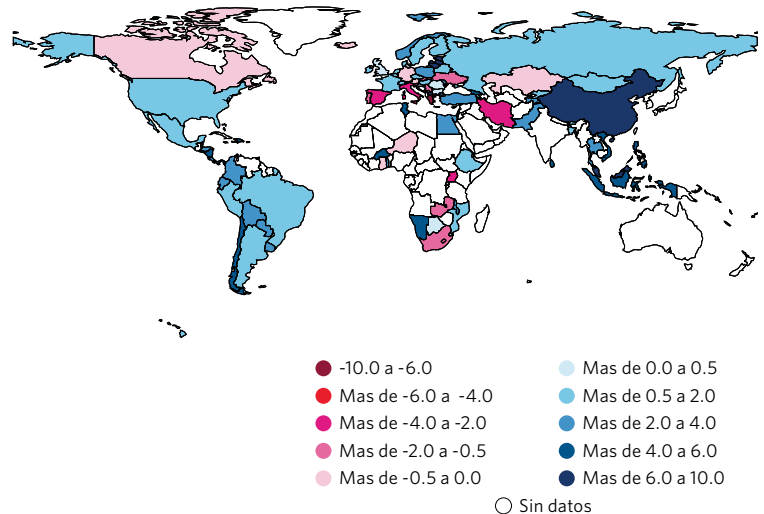 -10.0 a -6.0
Mas de -6.0 a -4.0
Mas de -4.0 a -2.0
Mas de -2.0 a -0.5
Mas de -0.5 a 0.0
Mas de 0.0 a 0.5
Mas de 0.5 a 2.0
Mas de 2.0 a 4.0
Mas de 4.0 a 6.0
Mas de 6.0 a 10.0
Sin datos